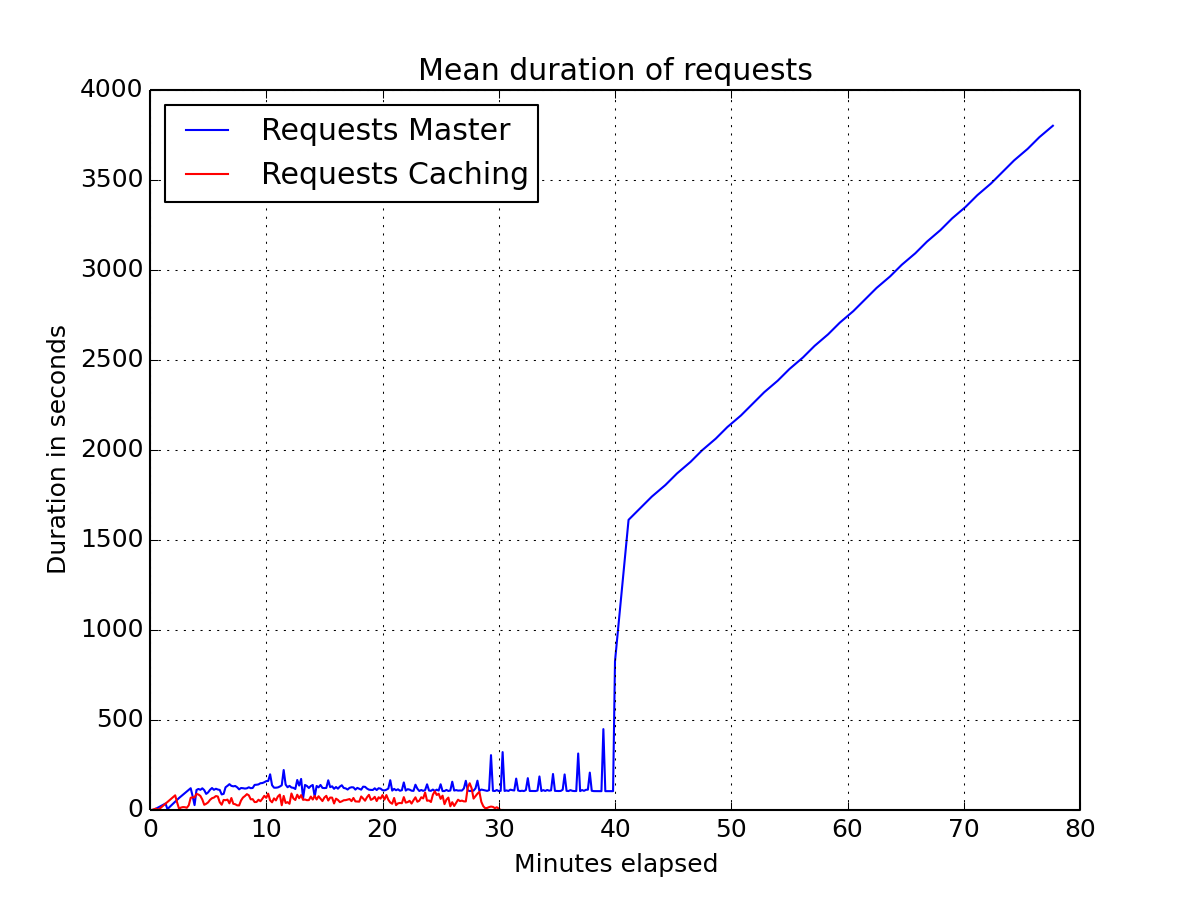 Mean duration of requests
Requests Master
Requests Caching
4000
3500
3000
2500
2000
1500
1000
500
0
Duration in seconds
0 10 20 30 40 50 60 70 80
Minutes elapsed